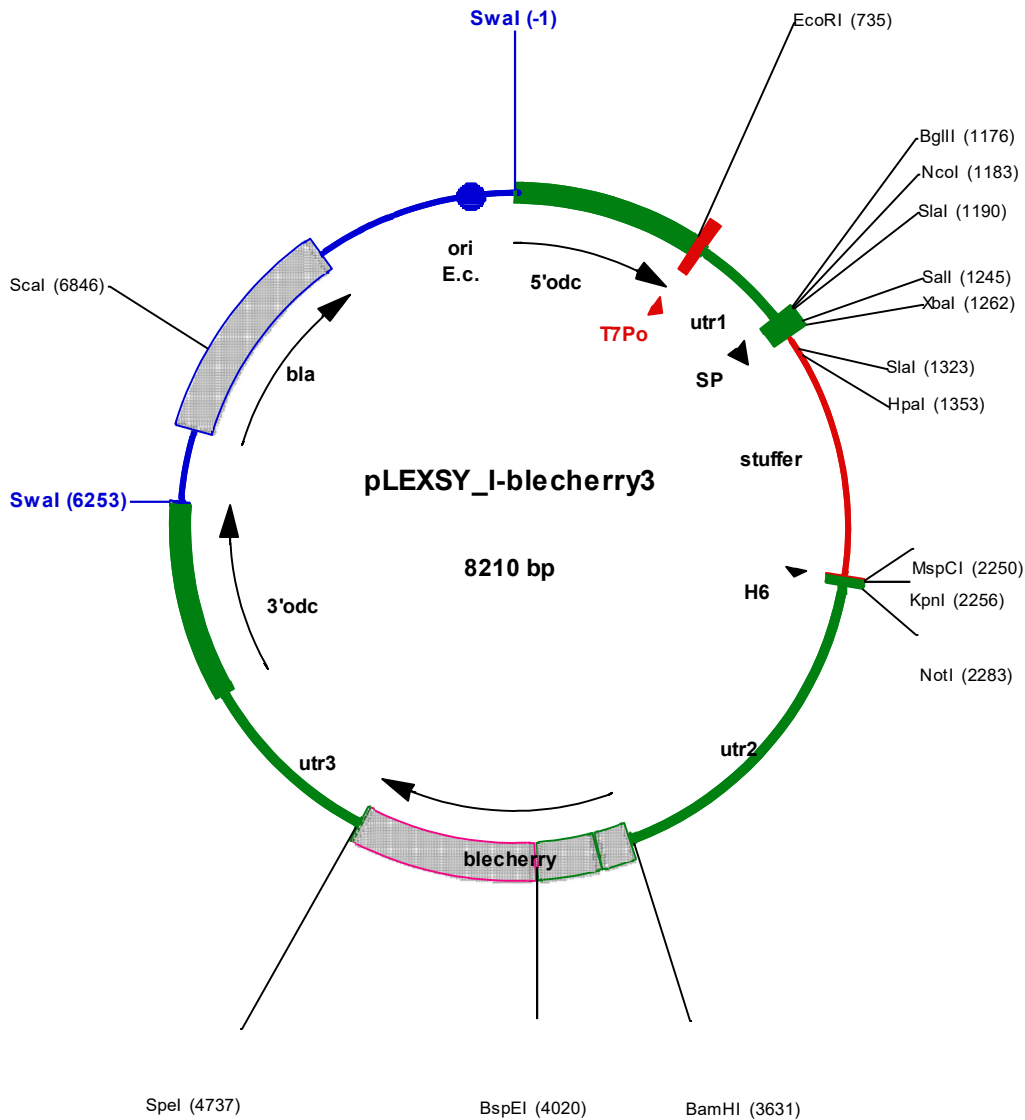 SwaI (-1)
EcoRI (735)
BglII (1176)
NcoI (1183)
SlaI (1190)
SalI (1245)
XbaI (1262)
SlaI (1323)
HpaI (1353)
ori
E.c.
5'odc
T7Po
utr1
SP
ScaI (6846)
bla
stuffer
pLEXSY_I-blecherry3
SwaI (6253)
8210 bp
MspCI (2250)
H6
KpnI (2256)
3'odc
NotI (2283)
utr2
utr3
blecherry
SpeI (4737)
BspEI (4020)
BamHI (3631)